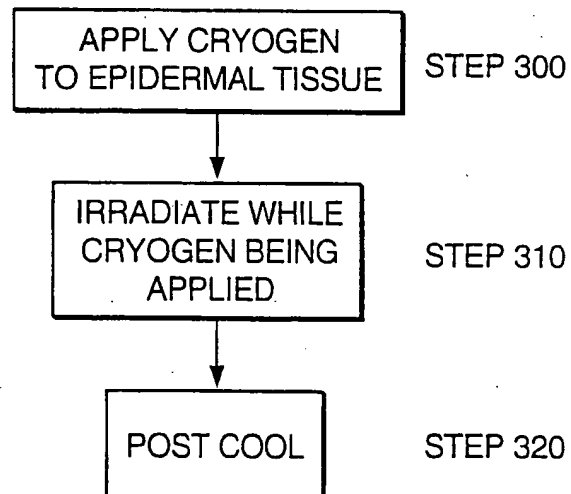 APPLY CRYOGEN
TO EPIDERMAL TISSUE
STEP 300
IRRADIATE WHILE
CRYOGEN BEING
APPLIED
STEP 310
POST COOL
STEP 320